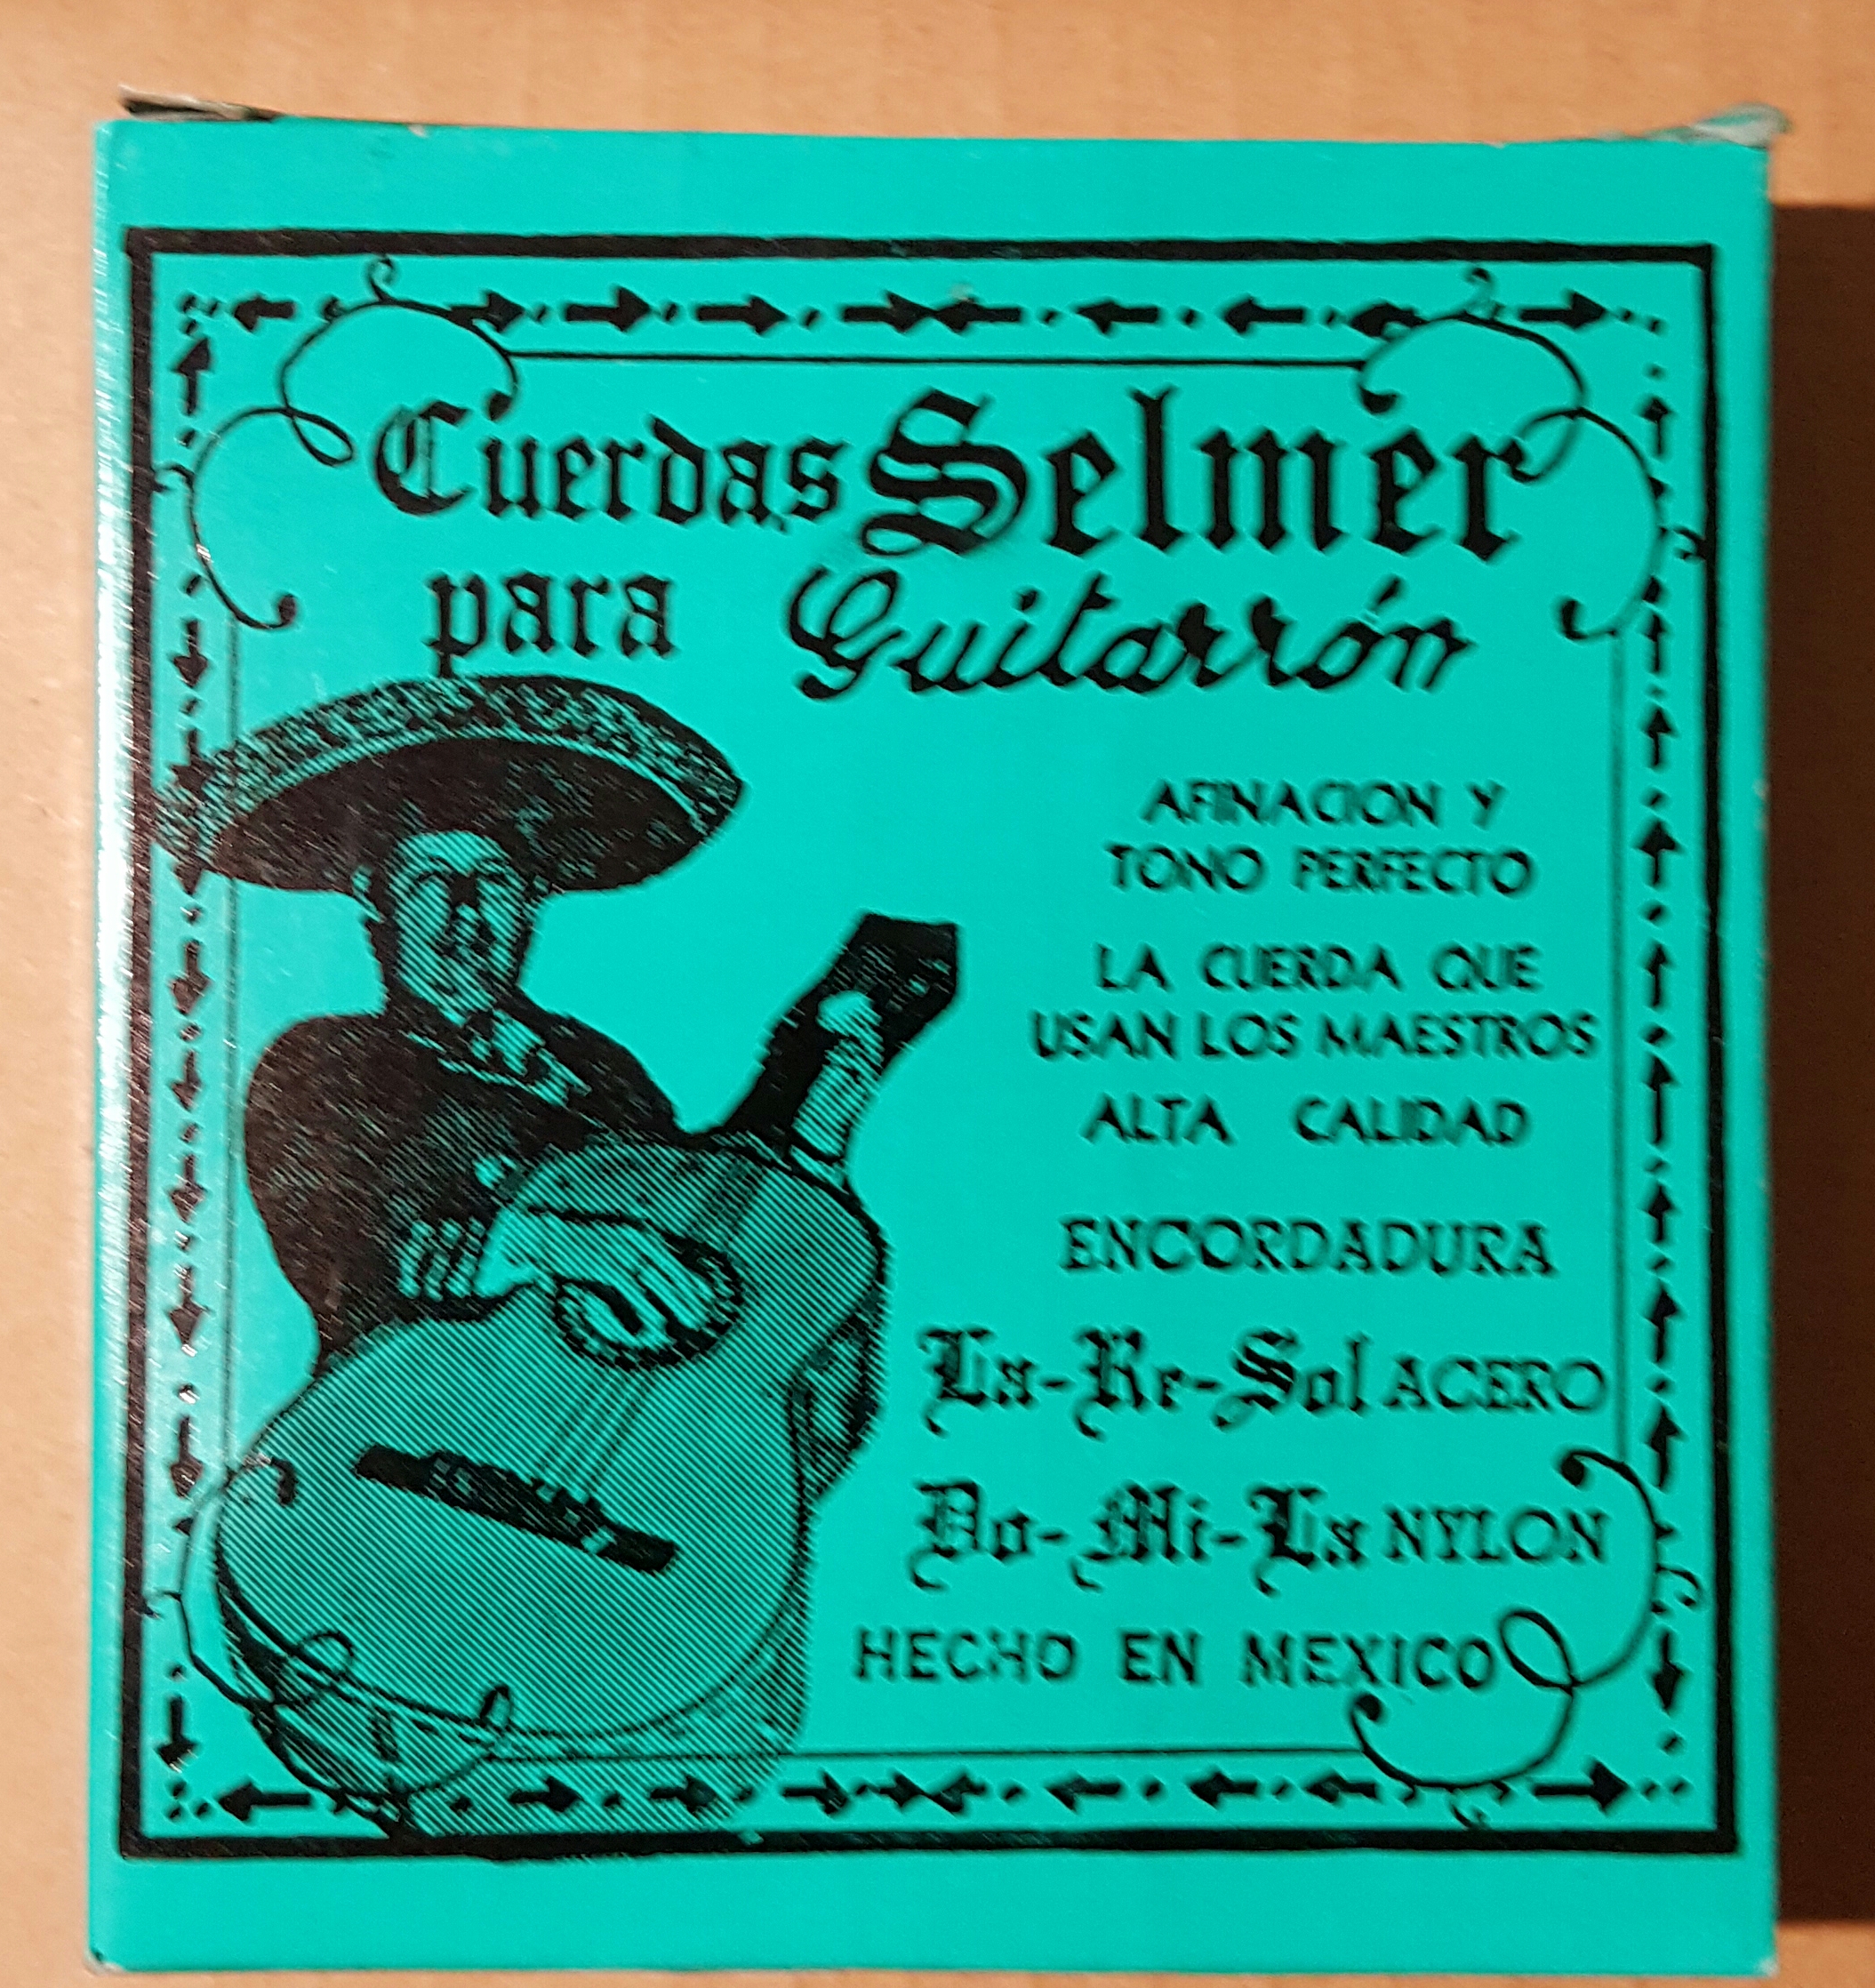 Cuerdas Selmer
para Guitarrón
AFINACION Y
TONO PERFECTO
LA CUERDA QUE
USAN LOS MAESTROS
ALTA CALIDAD
ENCORDADURA
La-Re-Sol ACERO
Do-Mi-La NYLON
HECHO EN MEXICO